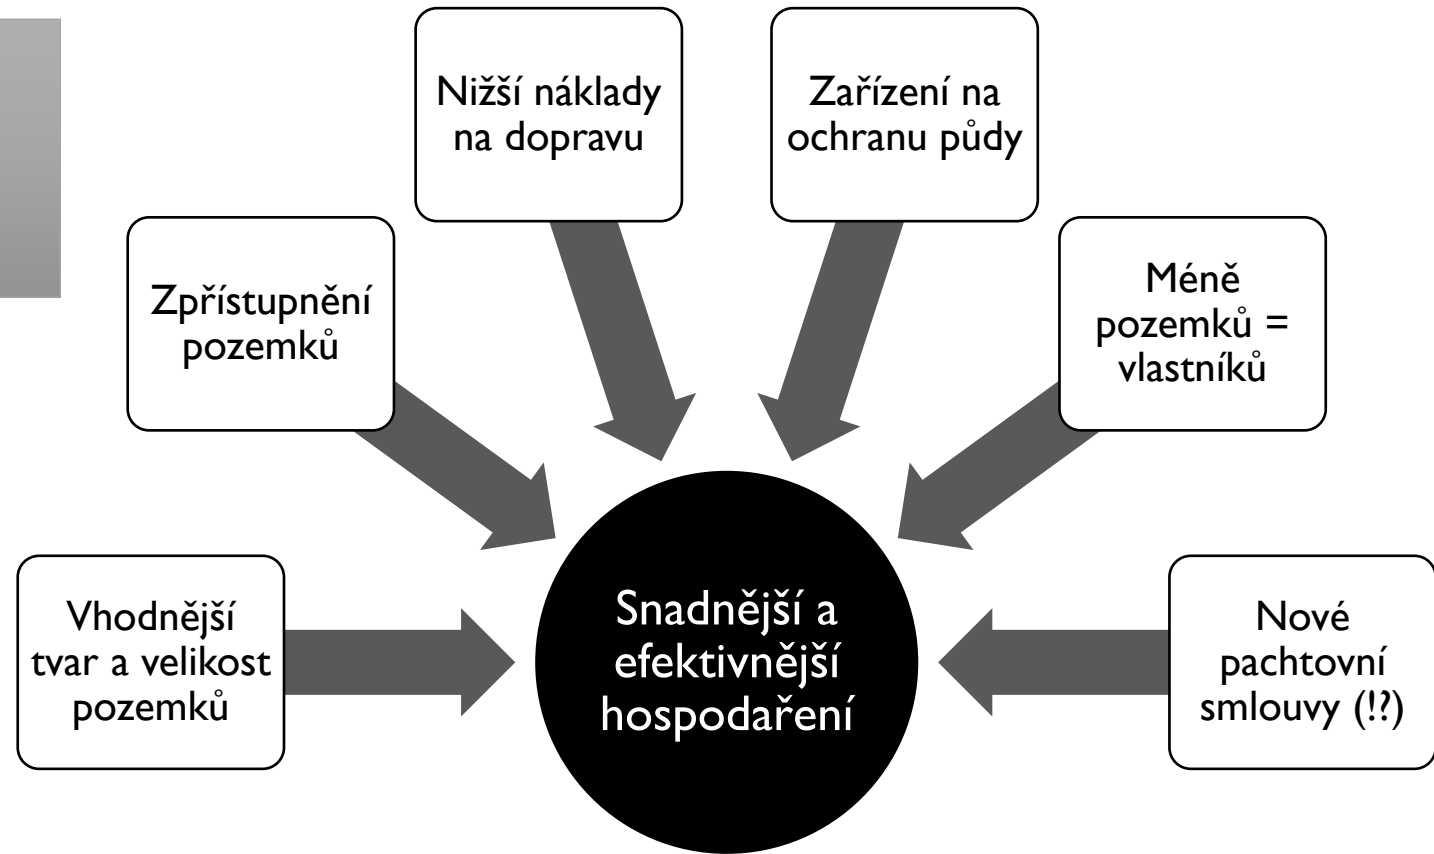 Nižší náklady
na dopravu
Zařízení na
ochranu půdy
Zpřístupnění
pozemků
Méně
pozemků =
vlastníků
Vhodnější
tvar a velikost
pozemků
Snadnější a
efektivnější
hospodaření
Nové
pachtovní
smlouvy (!?)